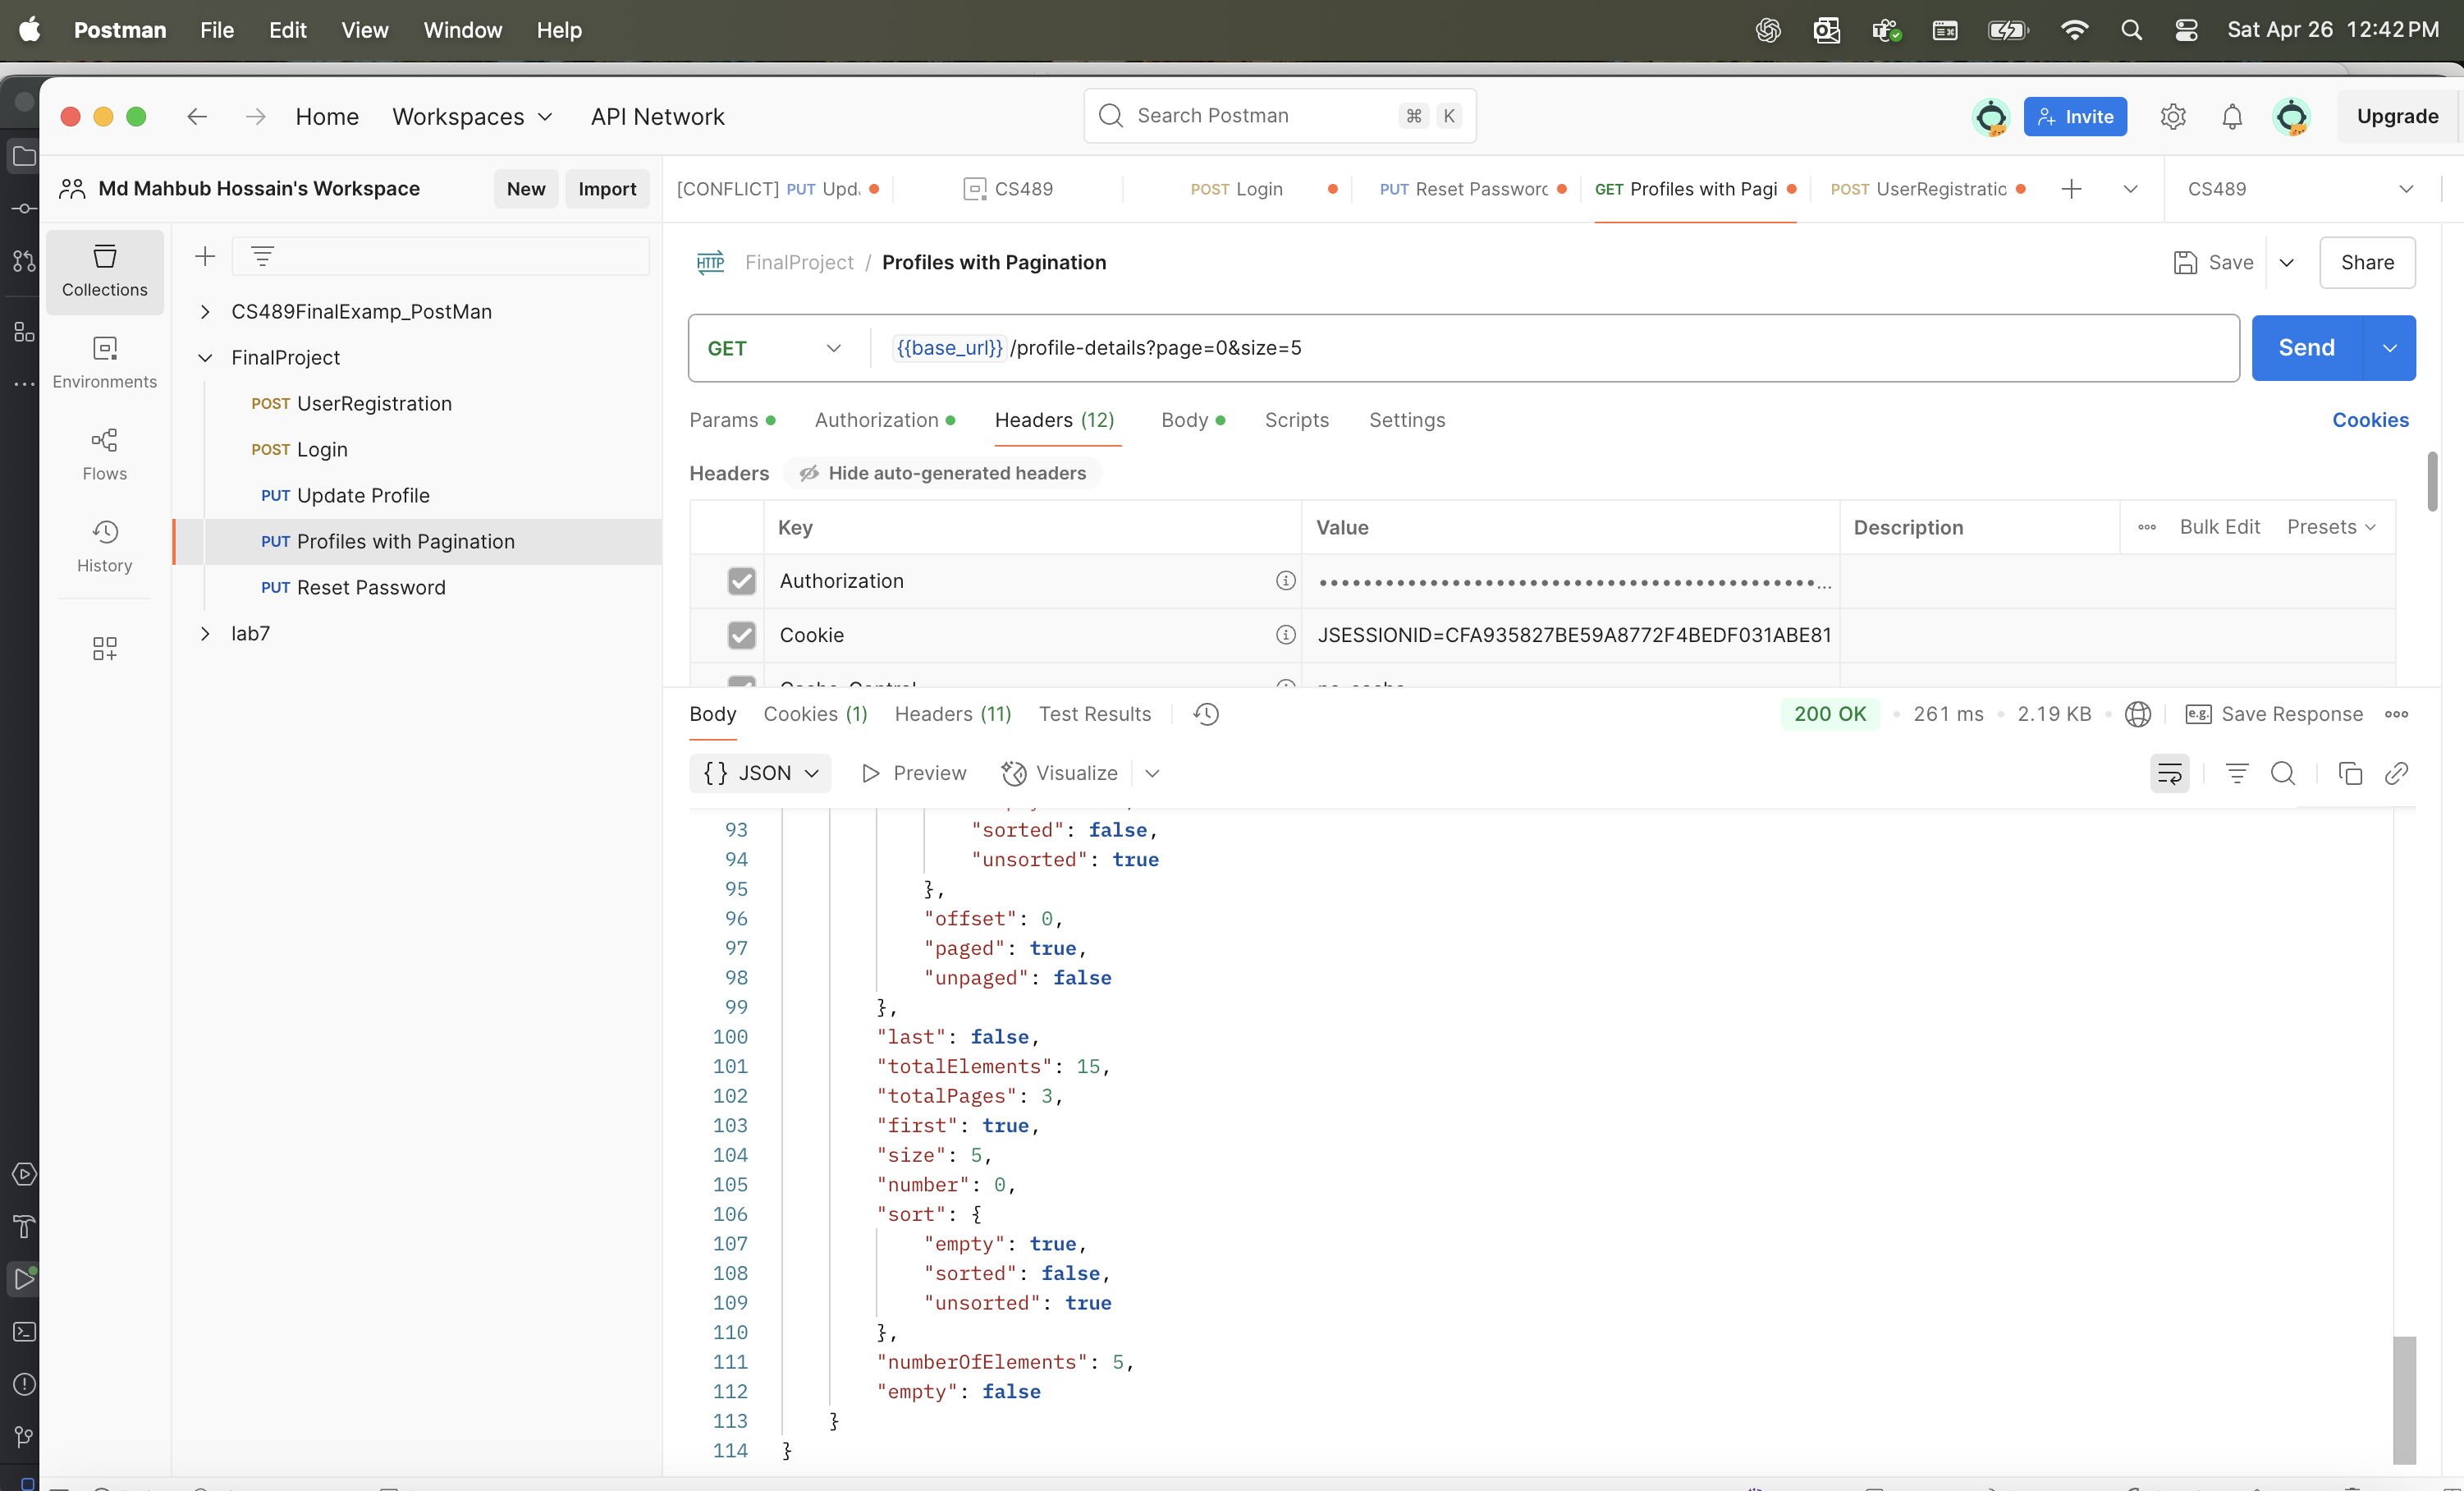 Postman File Edit View Window Help Sat Apr 26 12:42 PM
Home Workspaces API Network Search Postman ⌘ K Invite Upgrade
Md Mahbub Hossain's Workspace New Import [CONFLICT] PUT Upd CS489 POST Login PUT Reset Password GET Profiles with Pagi POST UserRegistratic CS489
Collections
Environments
Flows
History
CS489FinalExamp_PostMan
FinalProject
POST UserRegistration
POST Login
PUT Update Profile
PUT Profiles with Pagination
PUT Reset Password
lab7
HTTP FinalProject / Profiles with Pagination Save Share
GET {{base_url}} /profile-details?page=0&size=5 Send
Params Authorization Headers (12) Body Scripts Settings Cookies
Headers Hide auto-generated headers
Key Value Description Bulk Edit Presets
Authorization ••••••••••••••••••••••••••••••••••••••••••••...
Cookie JSESSIONID=CFA935827BE59A8772F4BEDF031ABE81
Body Cookies (1) Headers (11) Test Results 200 OK 261 ms 2.19 KB e.g. Save Response
{} JSON Preview Visualize
93 "sorted": false,
94 "unsorted": true
95 },
96 "offset": 0,
97 "paged": true,
98 "unpaged": false
99 },
100 "last": false,
101 "totalElements": 15,
102 "totalPages": 3,
103 "first": true,
104 "size": 5,
105 "number": 0,
106 "sort": {
107 "empty": true,
108 "sorted": false,
109 "unsorted": true
110 },
111 "numberOfElements": 5,
112 "empty": false
113 }
114 }